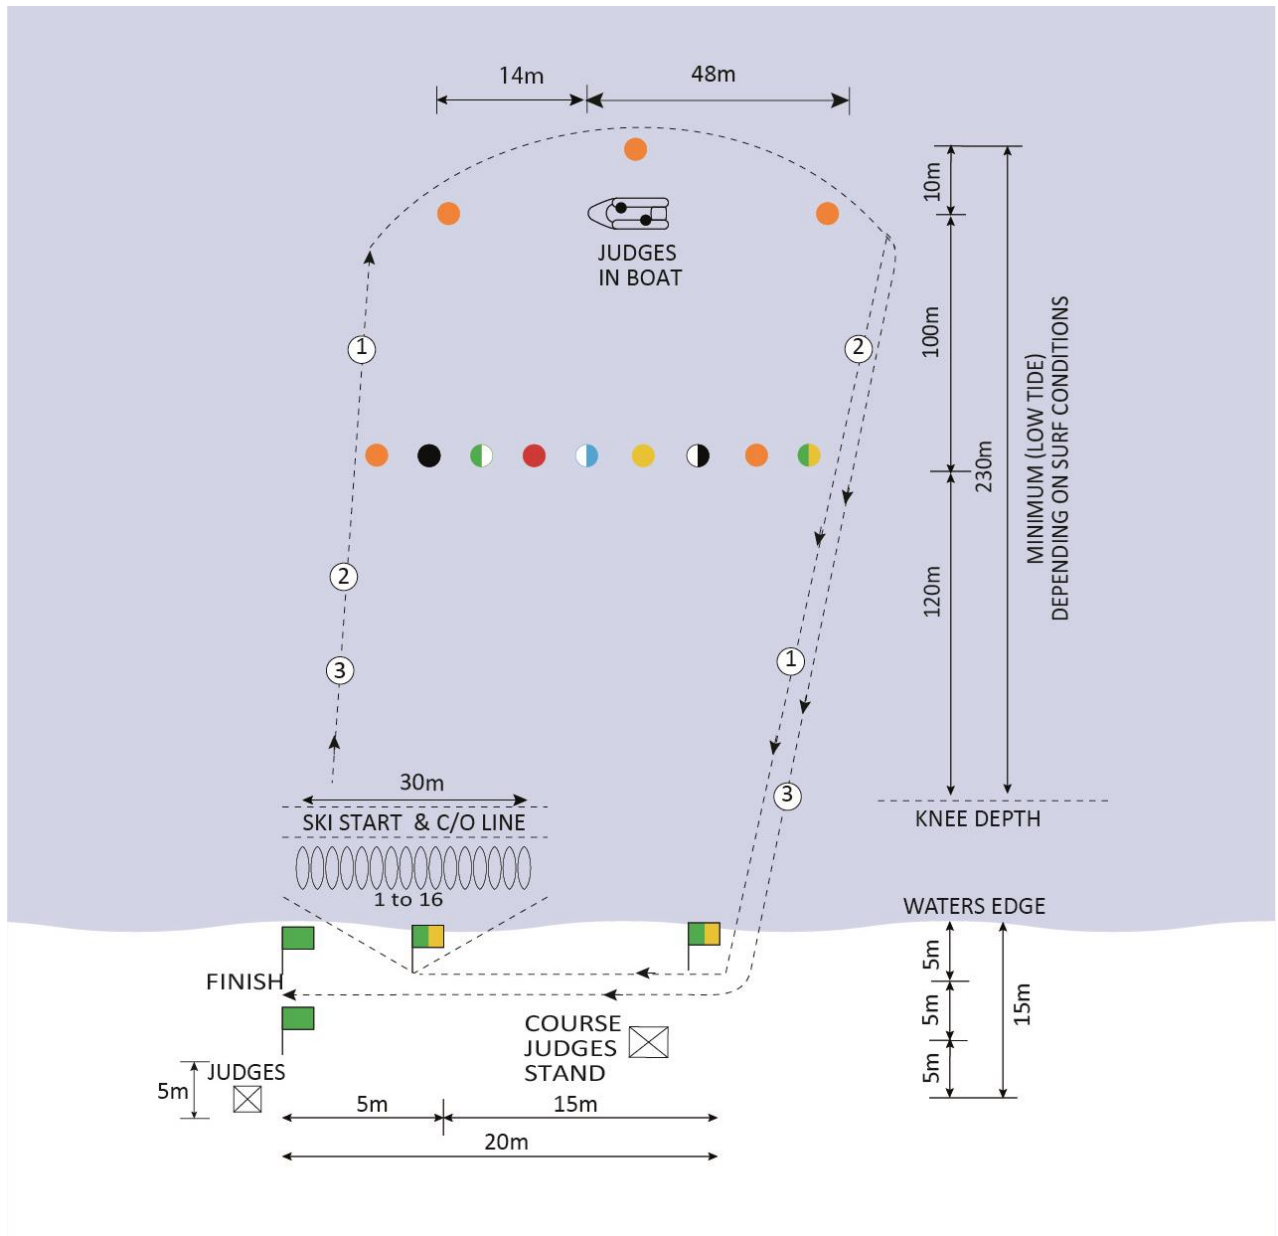 14m
48m
10m
JUDGES
IN BOAT
100m
1
2
MINIMUM (LOW TIDE)
DEPENDING ON SURF CONDITIONS
230m
2
120m
1
3
30m
3
SKI START & C/O LINE
KNEE DEPTH
1 to 16
WATERS EDGE
5m
FINISH
5m
15m
COURSE
JUDGES
STAND
5m
JUDGES
5m
5m
15m
20m